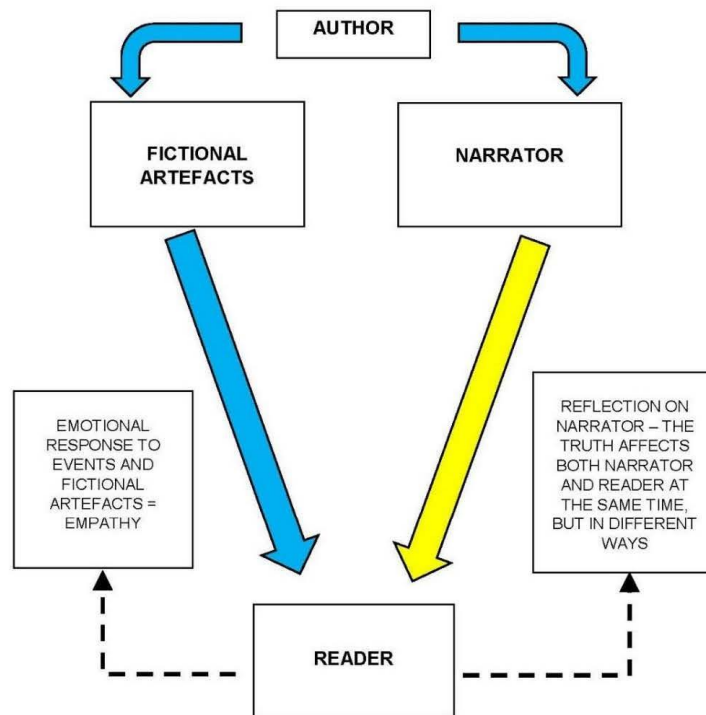 AUTHOR
FICTIONAL
ARTEFACTS
NARRATOR
EMOTIONAL
RESPONSE TO
EVENTS AND
FICTIONAL
ARTEFACTS =
EMPATHY
REFLECTION ON
NARRATOR – THE
TRUTH AFFECTS
BOTH NARRATOR
AND READER AT
THE SAME TIME,
BUT IN DIFFERENT
WAYS
READER